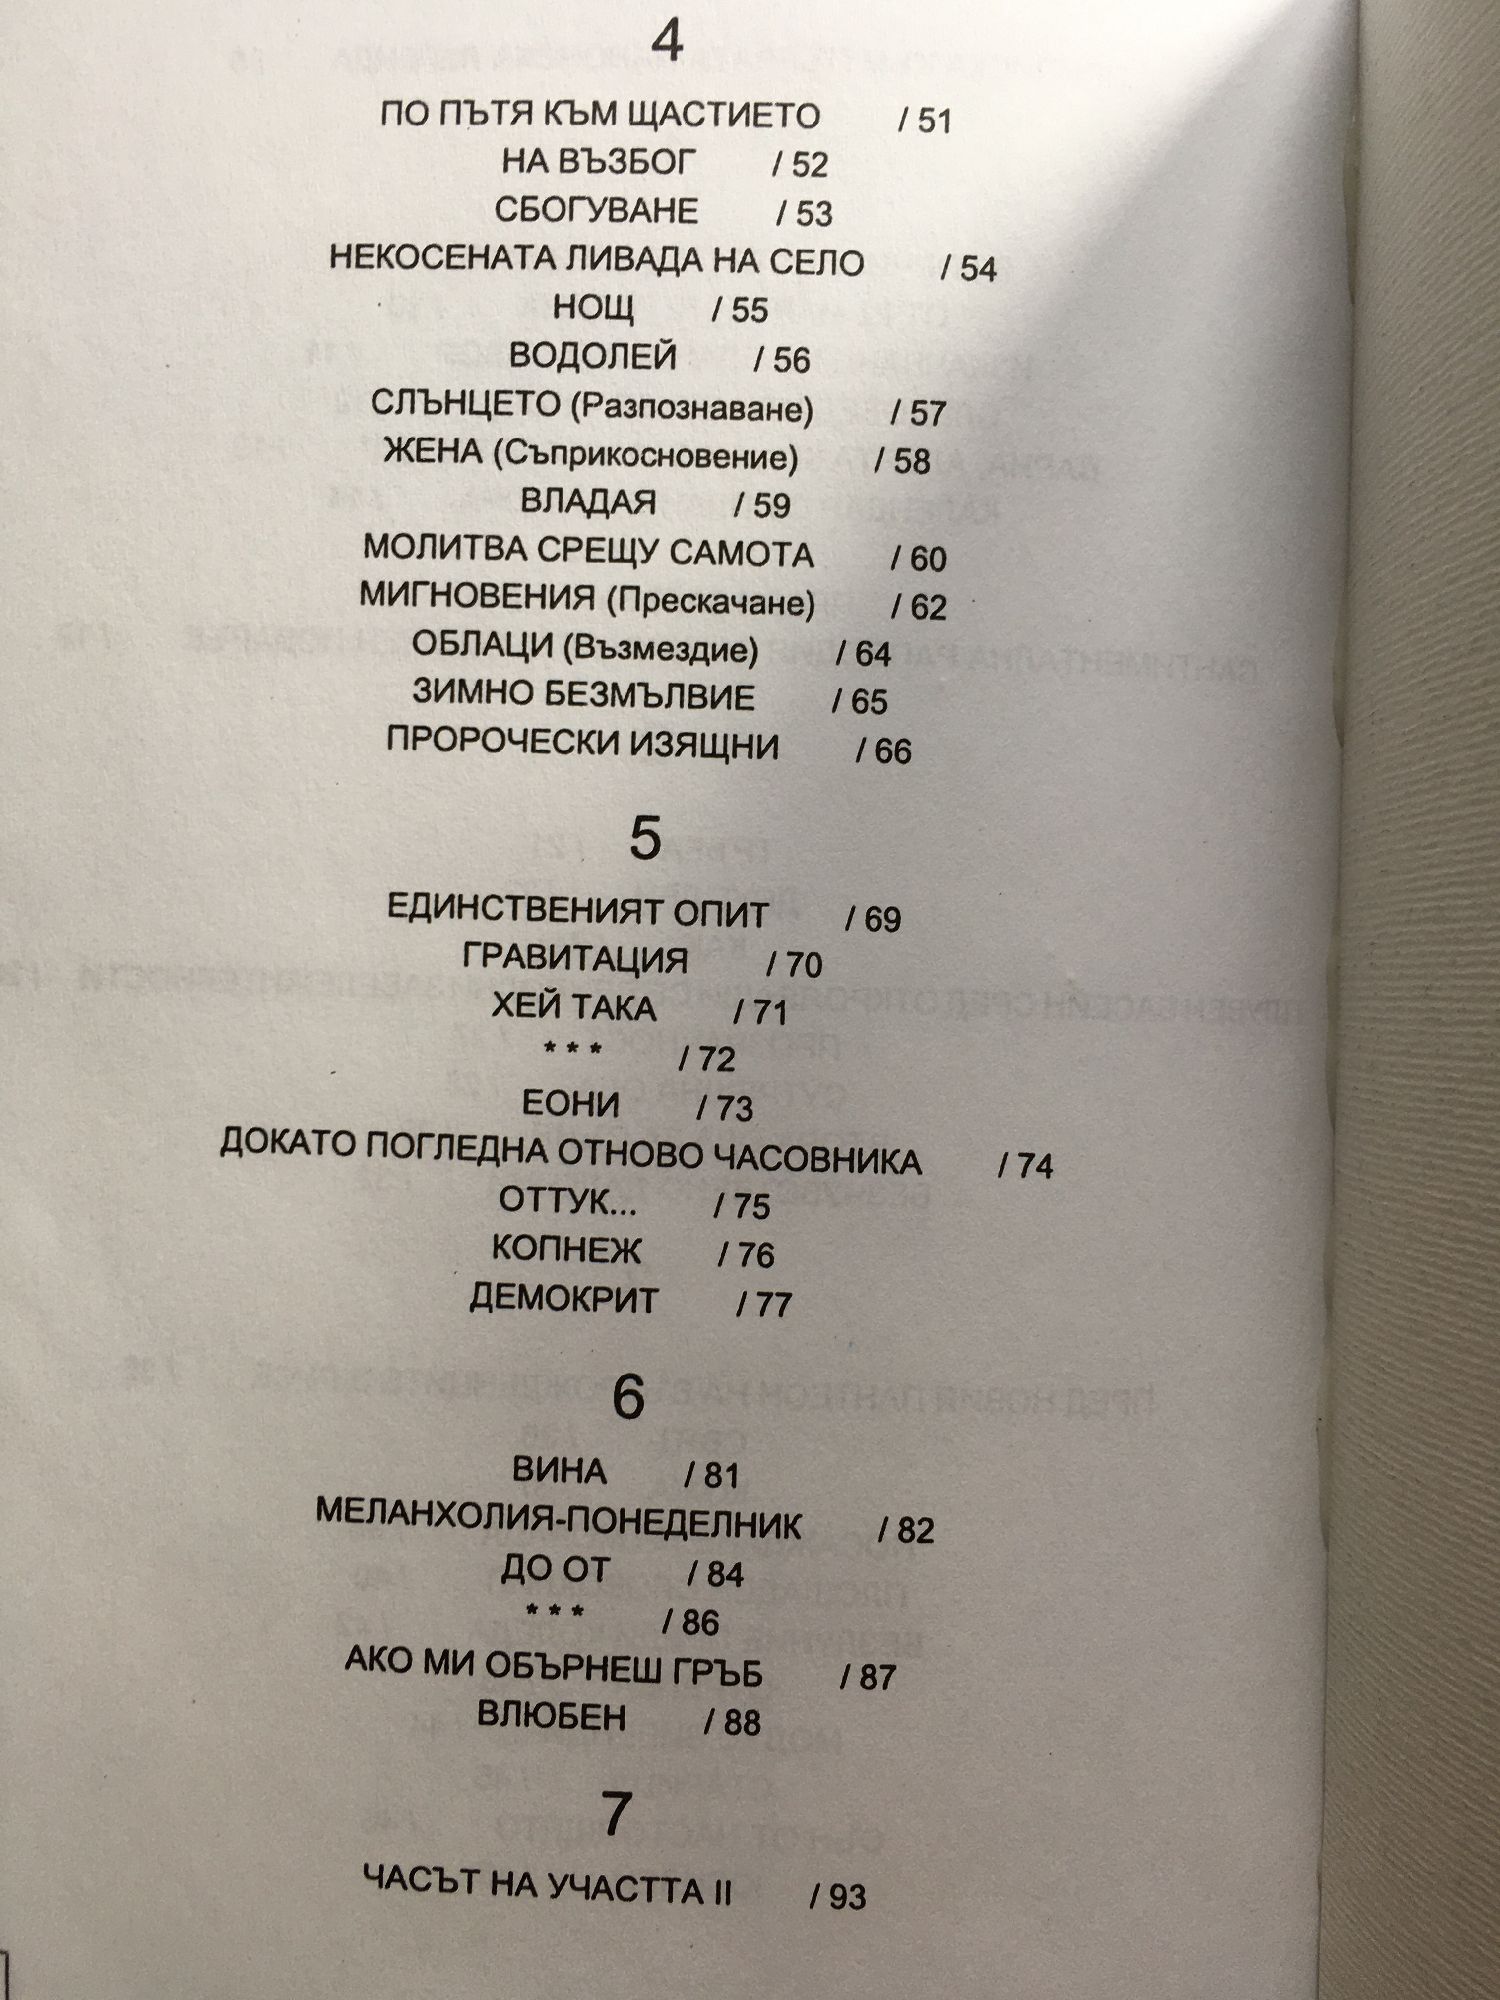 4
ПО ПЪТЯ КЪМ ЩАСТИЕТО / 51
НА ВЪЗБОГ / 52
СБОГУВАНЕ / 53
НЕКОСЕНАТА ЛИВАДА НА СЕЛО / 54
НОЩ / 55
ВОДОЛЕЙ / 56
СЛЪНЦЕТО (Разпознаване) / 57
ЖЕНА (Съприкосновение) / 58
ВЛАДАЯ / 59
МОЛИТВА СРЕЩУ САМОТА / 60
МИГНОВЕНИЯ (Прескачане) / 62
ОБЛАЦИ (Възмездие) / 64
ЗИМНО БЕЗМЪЛВИЕ / 65
ПРОРОЧЕСКИ ИЗЯЩНИ / 66
5
ЕДИНСТВЕНИЯТ ОПИТ / 69
ГРАВИТАЦИЯ / 70
ХЕЙ ТАКА / 71
* * * / 72
ЕОНИ / 73
ДОКАТО ПОГЛЕДНА ОТНОВО ЧАСОВНИКА / 74
ОТТУК... / 75
КОПНЕЖ / 76
ДЕМОКРИТ / 77
6
ВИНА / 81
МЕЛАНХОЛИЯ-ПОНЕДЕЛНИК / 82
ДО ОТ / 84
* * * / 86
АКО МИ ОБЪРНЕШ ГРЪБ / 87
ВЛЮБЕН / 88
7
ЧАСЪТ НА УЧАСТТА II / 93